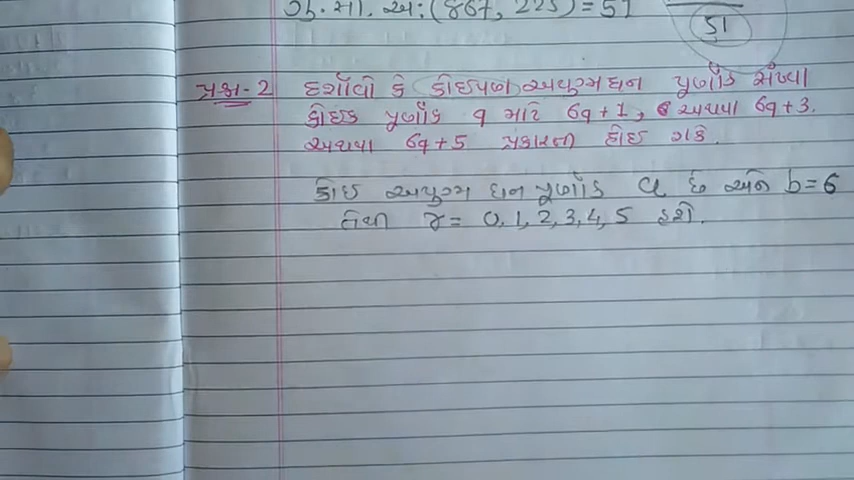 ગુ. સા. અ. (867, 225) = 51
51
પ્રશ્ન-2 દર્શાવો કે કોઈપણ અયુગ્મ ધન પૂર્ણાંક સંખ્યા
કોઈક પૂર્ણાંક q માટે 6q+1, અથવા 6q+3.
અથવા 6q+5 પ્રકારની હોઈ શકે.
કોઈ અયુગ્મ ધન પૂર્ણાંક a છે અને b=6
તેથી r = 0,1,2,3,4,5 હશે.